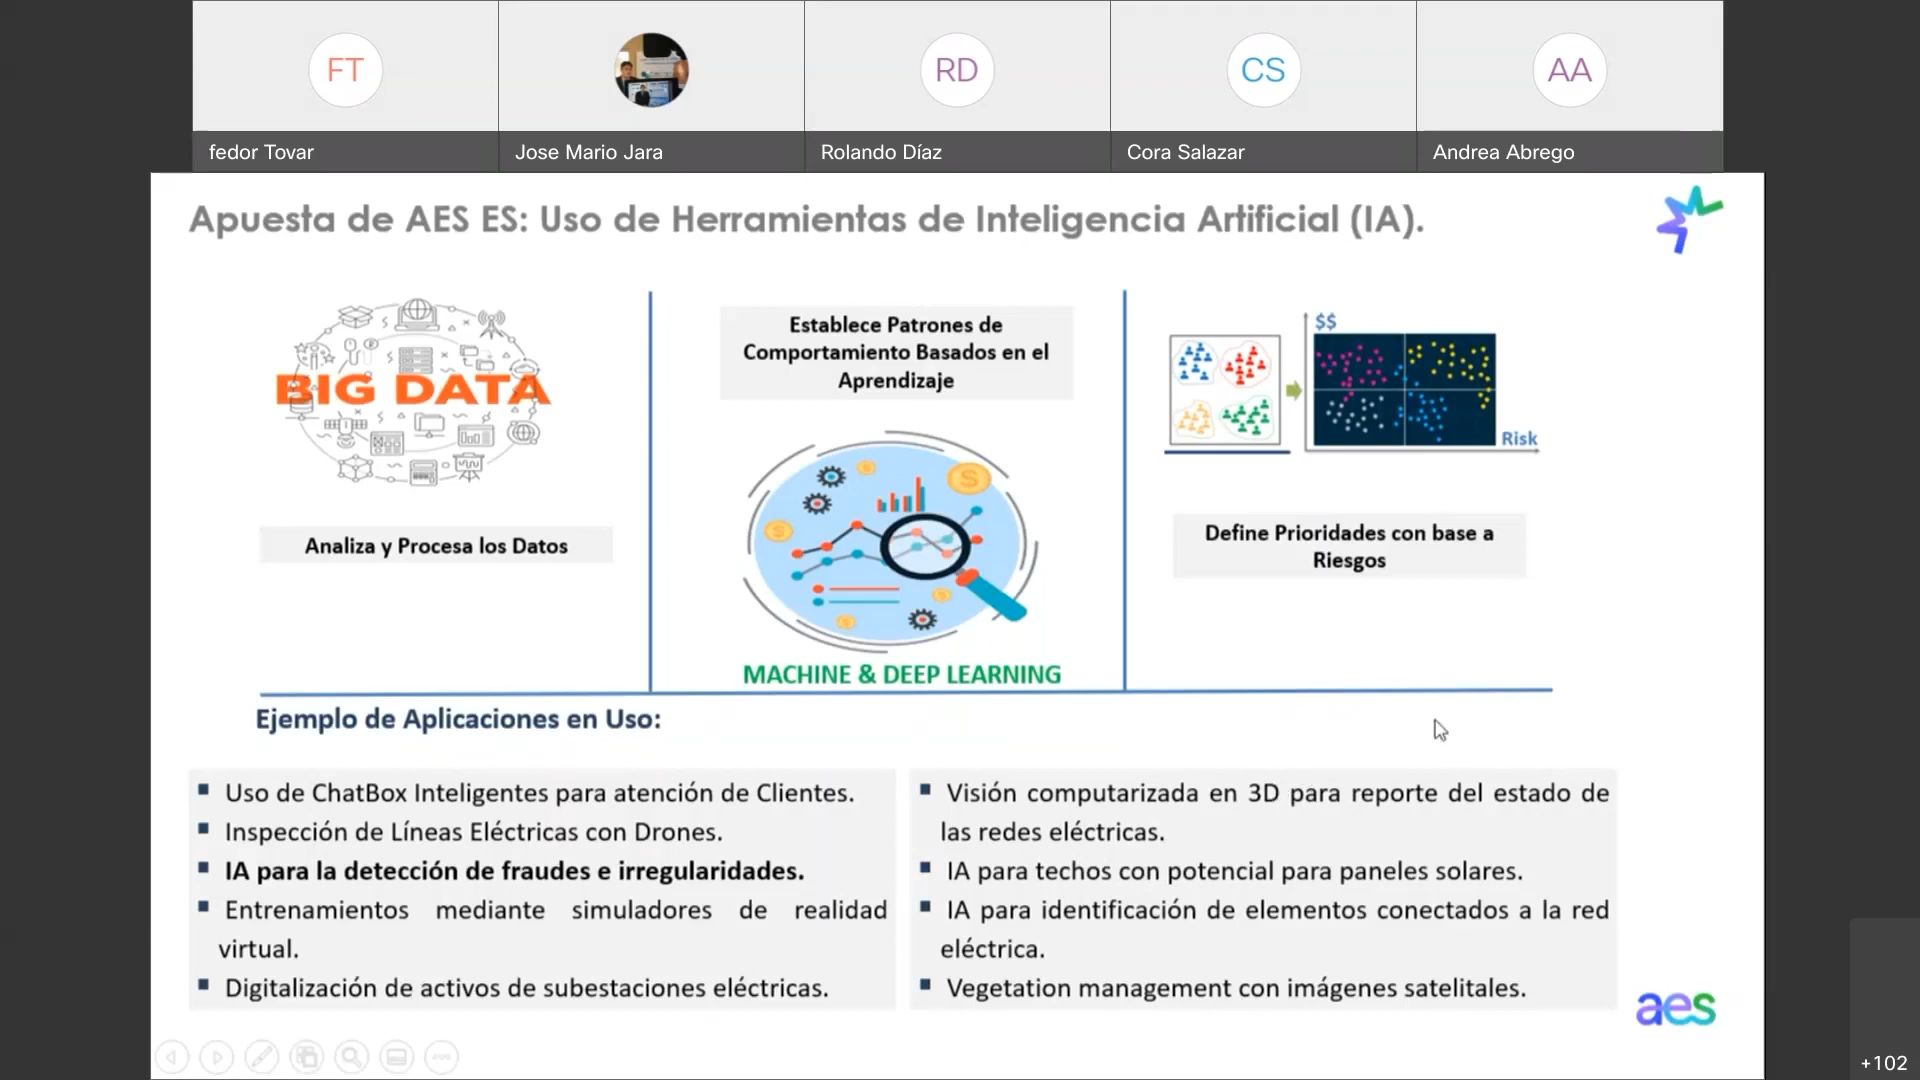 FT
RD
CS
AA
fedor Tovar
Jose Mario Jara
Rolando Díaz
Cora Salazar
Andrea Abrego
Apuesta de AES ES: Uso de Herramientas de Inteligencia Artificial (IA).
BIG DATA
Analiza y Procesa los Datos
Establece Patrones de
Comportamiento Basados en el
Aprendizaje
MACHINE & DEEP LEARNING
$$
Risk
Define Prioridades con base a
Riesgos
Ejemplo de Aplicaciones en Uso:
Uso de ChatBox Inteligentes para atención de Clientes.
Inspección de Líneas Eléctricas con Drones.
IA para la detección de fraudes e irregularidades.
Entrenamientos mediante simuladores de realidad
virtual.
Digitalización de activos de subestaciones eléctricas.
Visión computarizada en 3D para reporte del estado de
las redes eléctricas.
IA para techos con potencial para paneles solares.
IA para identificación de elementos conectados a la red
eléctrica.
Vegetation management con imágenes satelitales.
aes
+102